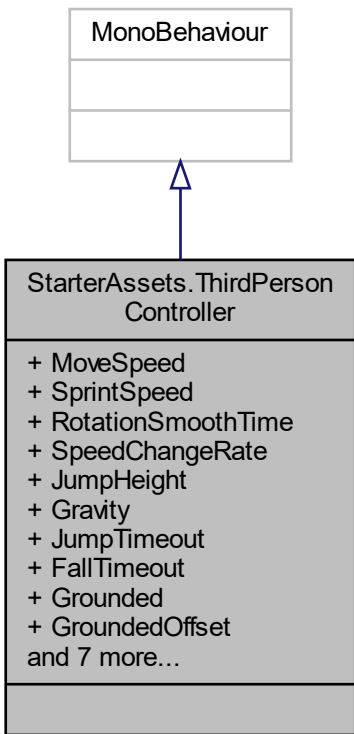 MonoBehaviour
StarterAssets.ThirdPerson
Controller
+ MoveSpeed
+ SprintSpeed
+ RotationSmoothTime
+ SpeedChangeRate
+ JumpHeight
+ Gravity
+ JumpTimeout
+ FallTimeout
+ Grounded
+ GroundedOffset
and 7 more...